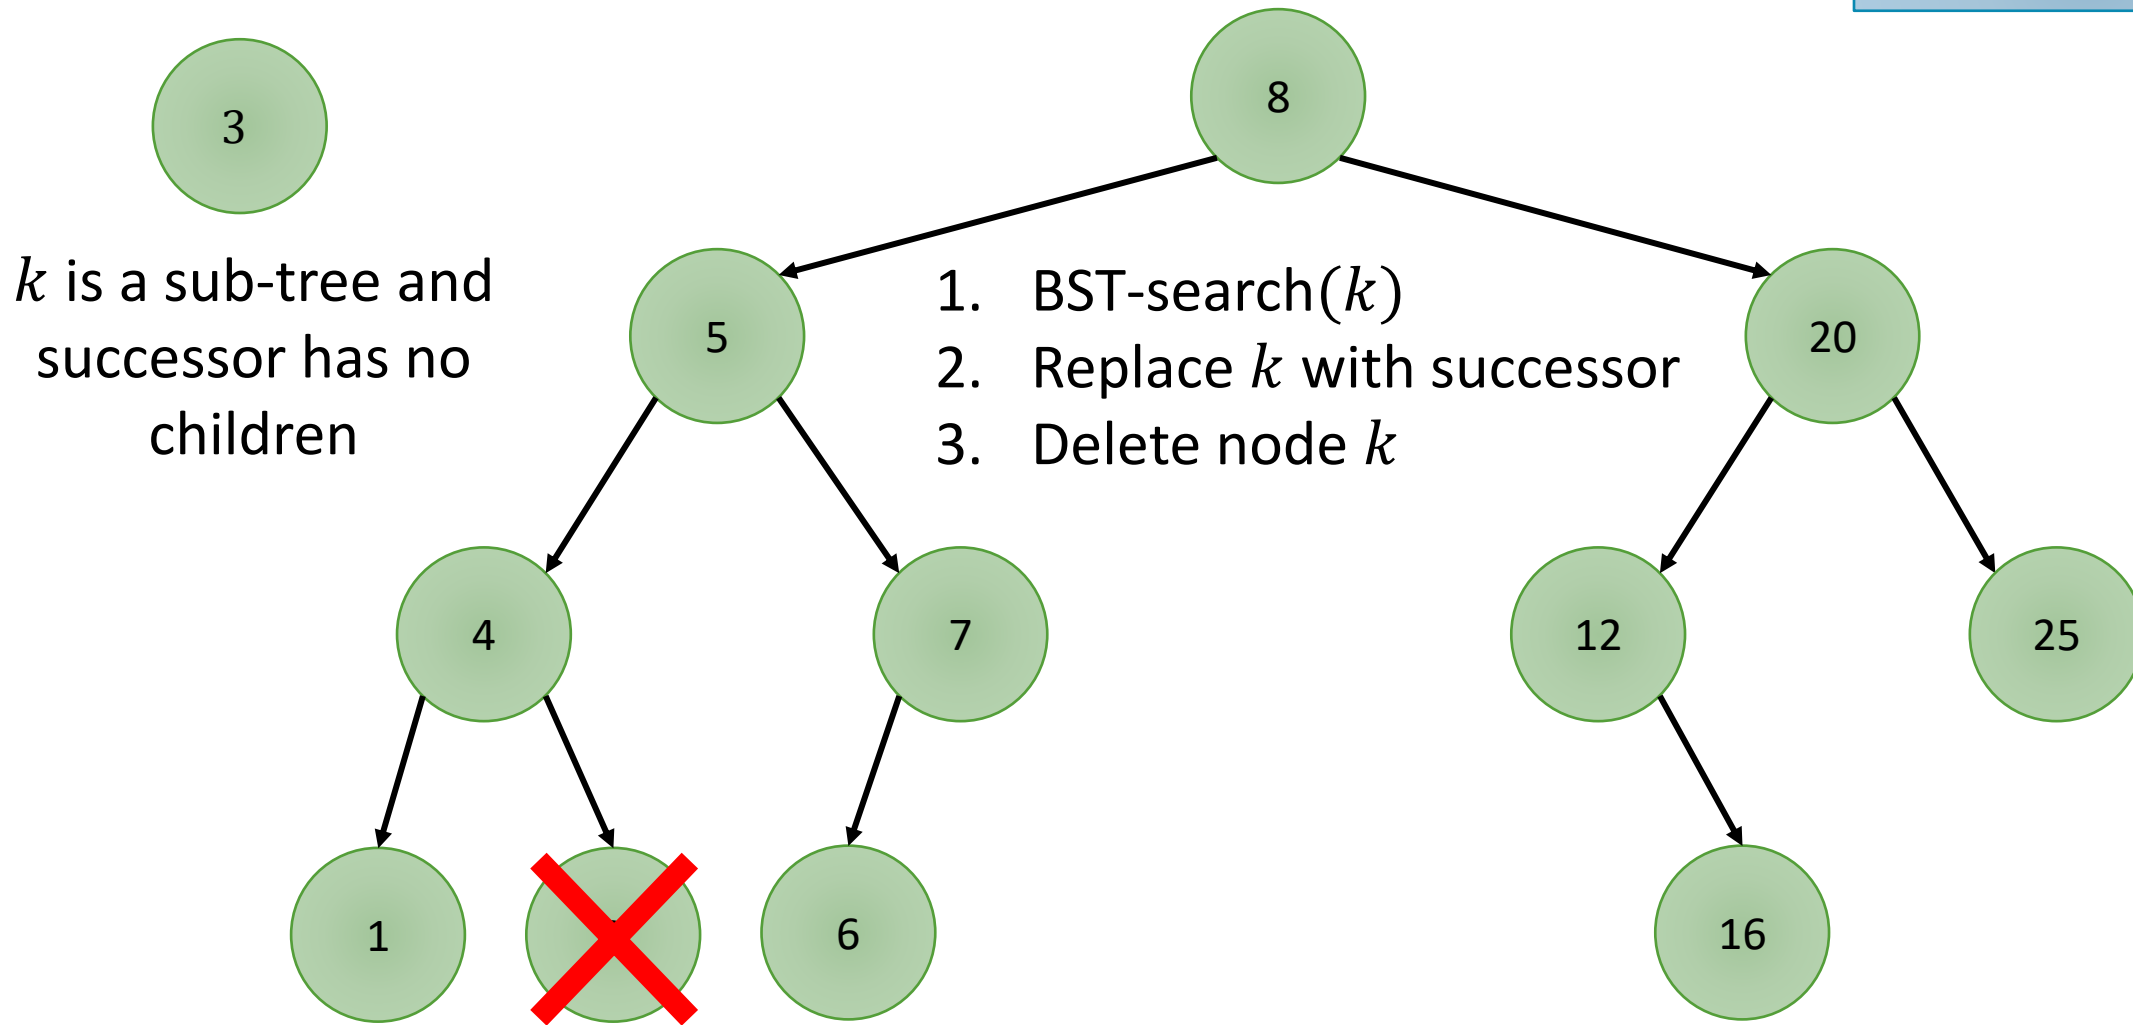 3
k is a sub-tree and
successor has no
children
8
1. BST-search(k)
2. Replace k with successor
3. Delete node k
5
20
4
7
12
25
1
6
16